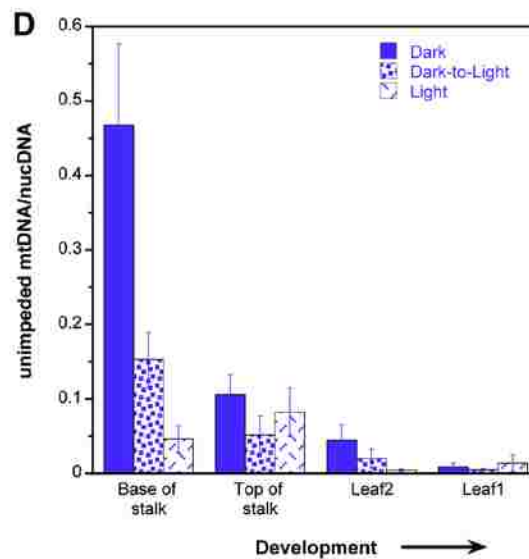 D
0.6
0.5
0.4
0.3
0.2
0.1
0
unimpeded mtDNA/nucDNA
Dark
Dark-to-Light
Light
Base of
stalk
Top of
stalk
Leaf2
Leaf1
Development